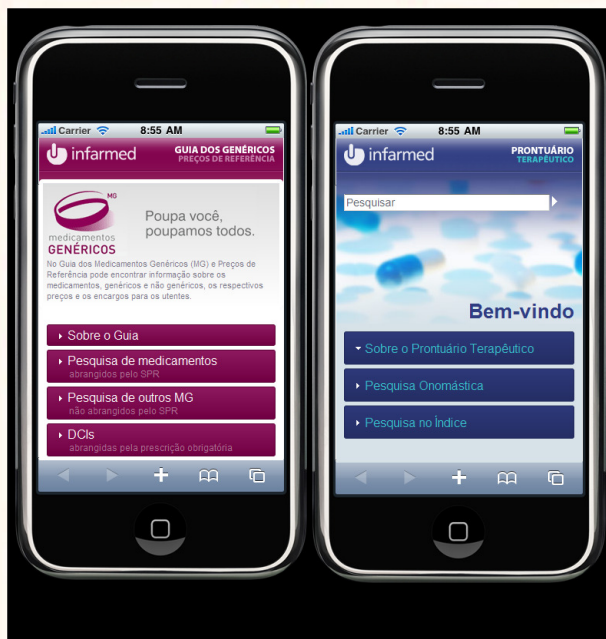 Carrier 8:55 AM
infarmed
GUIA DOS GENÉRICOS
PREÇOS DE REFERÊNCIA
MG
medicamentos
GENÉRICOS
Poupa você,
poupamos todos.
No Guia dos Medicamentos Genéricos (MG) e Preços de
Referência pode encontrar informação sobre os
medicamentos, genéricos e não genéricos, os respectivos
preços e os encargos para os utentes.
Sobre o Guia
Pesquisa de medicamentos
abrangidos pelo SPR
Pesquisa de outros MG
não abrangidos pelo SPR
DCIs
abrangidas pela prescrição obrigatória
Carrier 8:55 AM
infarmed
PRONTUÁRIO
TERAPÊUTICO
Pesquisar
Bem-vindo
Sobre o Prontuário Terapêutico
Pesquisa Onomástica
Pesquisa no Ìndice